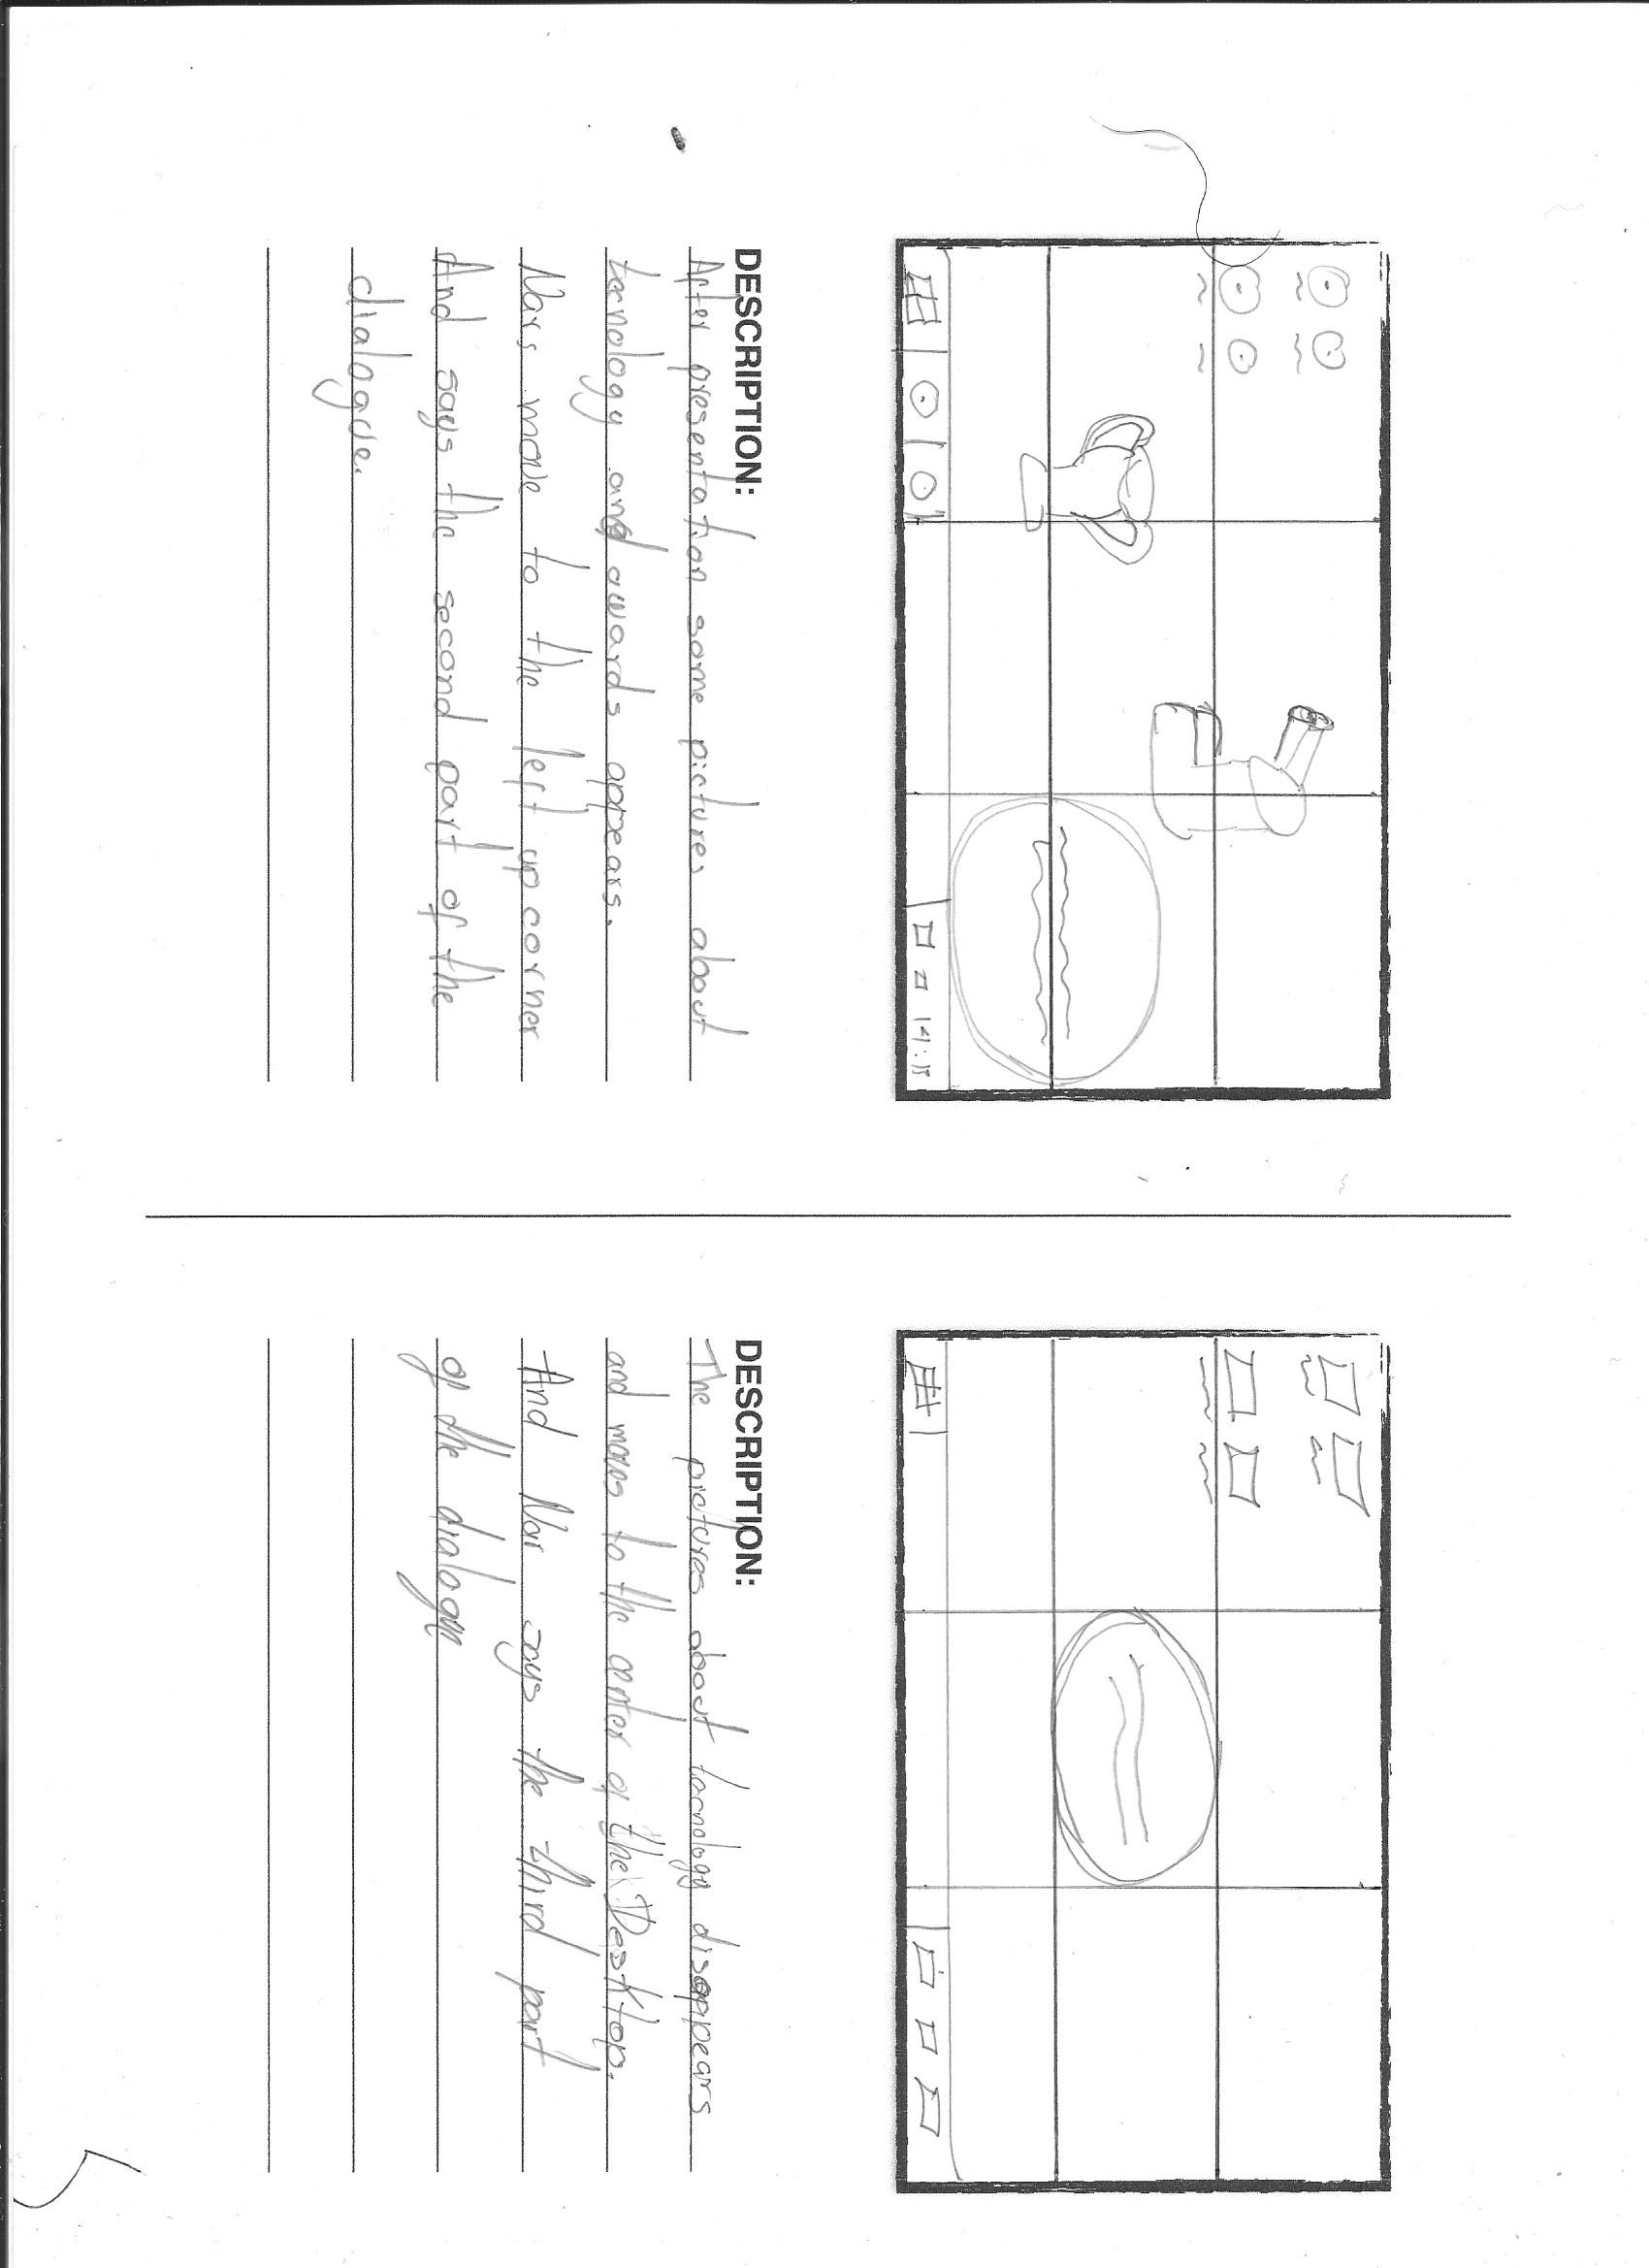 14:15
DESCRIPTION:
After presentation some pictures about
tecnology and awards appears.
Nars move to the left up corner
And says the second part of the
dialogue.
DESCRIPTION:
The pictures about tecnology disappears
and moves to the center of the Desktop.
And Nar says the third part
of the dialogue